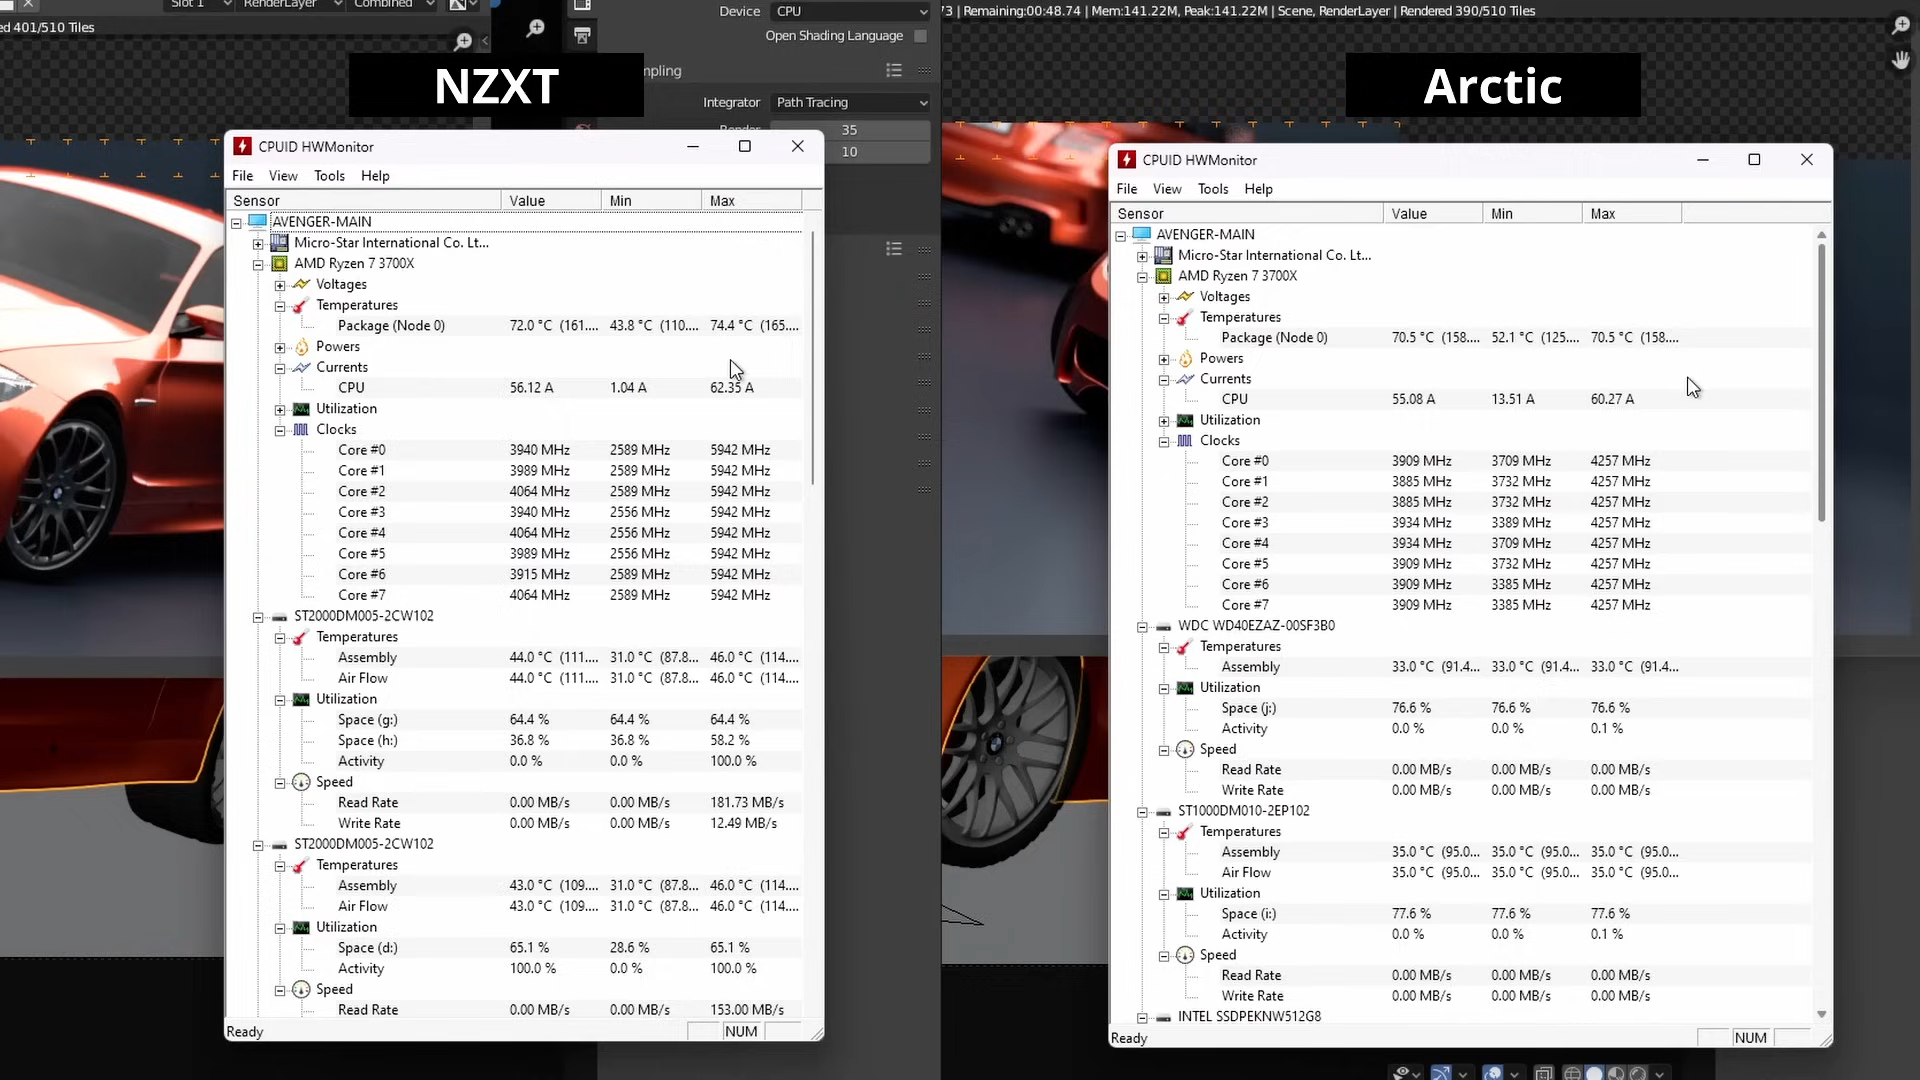 Slot 1
RenderLayer
Combined
ed 401/510 Tiles
Device
CPU
Open Shading Language
mpling
Integrator
Path Tracing
35
10
73 | Remaining:00:48.74 | Mem:141.22M, Peak:141.22M | Scene, RenderLayer | Rendered 390/510 Tiles
NZXT
Arctic
CPUID HWMonitor
File View Tools Help
Sensor Value Min Max
AVENGER-MAIN
Micro-Star International Co. Lt...
AMD Ryzen 7 3700X
Voltages
Temperatures
Package (Node 0) 72.0 °C (161.... 43.8 °C (110.... 74.4 °C (165....
Powers
Currents
CPU 56.12 A 1.04 A 62.35 A
Utilization
Clocks
Core #0 3940 MHz 2589 MHz 5942 MHz
Core #1 3989 MHz 2589 MHz 5942 MHz
Core #2 4064 MHz 2589 MHz 5942 MHz
Core #3 3940 MHz 2556 MHz 5942 MHz
Core #4 4064 MHz 2556 MHz 5942 MHz
Core #5 3989 MHz 2556 MHz 5942 MHz
Core #6 3915 MHz 2589 MHz 5942 MHz
Core #7 4064 MHz 2589 MHz 5942 MHz
ST2000DM005-2CW102
Temperatures
Assembly 44.0 °C (111.... 31.0 °C (87.8... 46.0 °C (114....
Air Flow 44.0 °C (111.... 31.0 °C (87.8... 46.0 °C (114....
Utilization
Space (g:) 64.4 % 64.4 % 64.4 %
Space (h:) 36.8 % 36.8 % 58.2 %
Activity 0.0 % 0.0 % 100.0 %
Speed
Read Rate 0.00 MB/s 0.00 MB/s 181.73 MB/s
Write Rate 0.00 MB/s 0.00 MB/s 12.49 MB/s
ST2000DM005-2CW102
Temperatures
Assembly 43.0 °C (109.... 31.0 °C (87.8... 46.0 °C (114....
Air Flow 43.0 °C (109.... 31.0 °C (87.8... 46.0 °C (114....
Utilization
Space (d:) 65.1 % 28.6 % 65.1 %
Activity 100.0 % 0.0 % 100.0 %
Speed
Read Rate 0.00 MB/s 0.00 MB/s 153.00 MB/s
Ready NUM
CPUID HWMonitor
File View Tools Help
Sensor Value Min Max
AVENGER-MAIN
Micro-Star International Co. Lt...
AMD Ryzen 7 3700X
Voltages
Temperatures
Package (Node 0) 70.5 °C (158.... 52.1 °C (125.... 70.5 °C (158....
Powers
Currents
CPU 55.08 A 13.51 A 60.27 A
Utilization
Clocks
Core #0 3909 MHz 3709 MHz 4257 MHz
Core #1 3885 MHz 3732 MHz 4257 MHz
Core #2 3885 MHz 3732 MHz 4257 MHz
Core #3 3934 MHz 3389 MHz 4257 MHz
Core #4 3934 MHz 3709 MHz 4257 MHz
Core #5 3909 MHz 3732 MHz 4257 MHz
Core #6 3909 MHz 3385 MHz 4257 MHz
Core #7 3909 MHz 3385 MHz 4257 MHz
WDC WD40EZAZ-00SF3B0
Temperatures
Assembly 33.0 °C (91.4... 33.0 °C (91.4... 33.0 °C (91.4...
Utilization
Space (j:) 76.6 % 76.6 % 76.6 %
Activity 0.0 % 0.0 % 0.1 %
Speed
Read Rate 0.00 MB/s 0.00 MB/s 0.00 MB/s
Write Rate 0.00 MB/s 0.00 MB/s 0.00 MB/s
ST1000DM010-2EP102
Temperatures
Assembly 35.0 °C (95.0... 35.0 °C (95.0... 35.0 °C (95.0...
Air Flow 35.0 °C (95.0... 35.0 °C (95.0... 35.0 °C (95.0...
Utilization
Space (i:) 77.6 % 77.6 % 77.6 %
Activity 0.0 % 0.0 % 0.1 %
Speed
Read Rate 0.00 MB/s 0.00 MB/s 0.00 MB/s
Write Rate 0.00 MB/s 0.00 MB/s 0.00 MB/s
INTEL SSDPEKNW512G8
Ready NUM